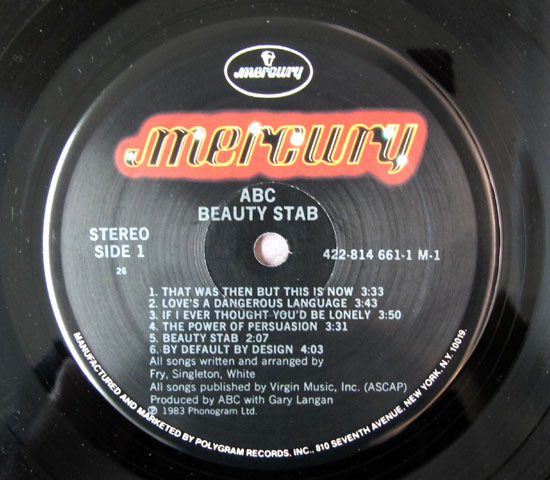 mercury
mercury
ABC
BEAUTY STAB
STEREO
SIDE 1
26
422-814 661-1 M-1
1. THAT WAS THEN BUT THIS IS NOW 3:33
2. LOVE'S A DANGEROUS LANGUAGE 3:43
3. IF I EVER THOUGHT YOU'D BE LONELY 3:50
4. THE POWER OF PERSUASION 3:31
5. BEAUTY STAB 2:07
6. BY DEFAULT BY DESIGN 4:03
All songs written and arranged by
Fry, Singleton, White
All songs published by Virgin Music, Inc. (ASCAP)
Produced by ABC with Gary Langan
℗ 1983 Phonogram Ltd.
MANUFACTURED AND MARKETED BY POLYGRAM RECORDS, INC., 810 SEVENTH AVENUE, NEW YORK, N.Y. 10019.